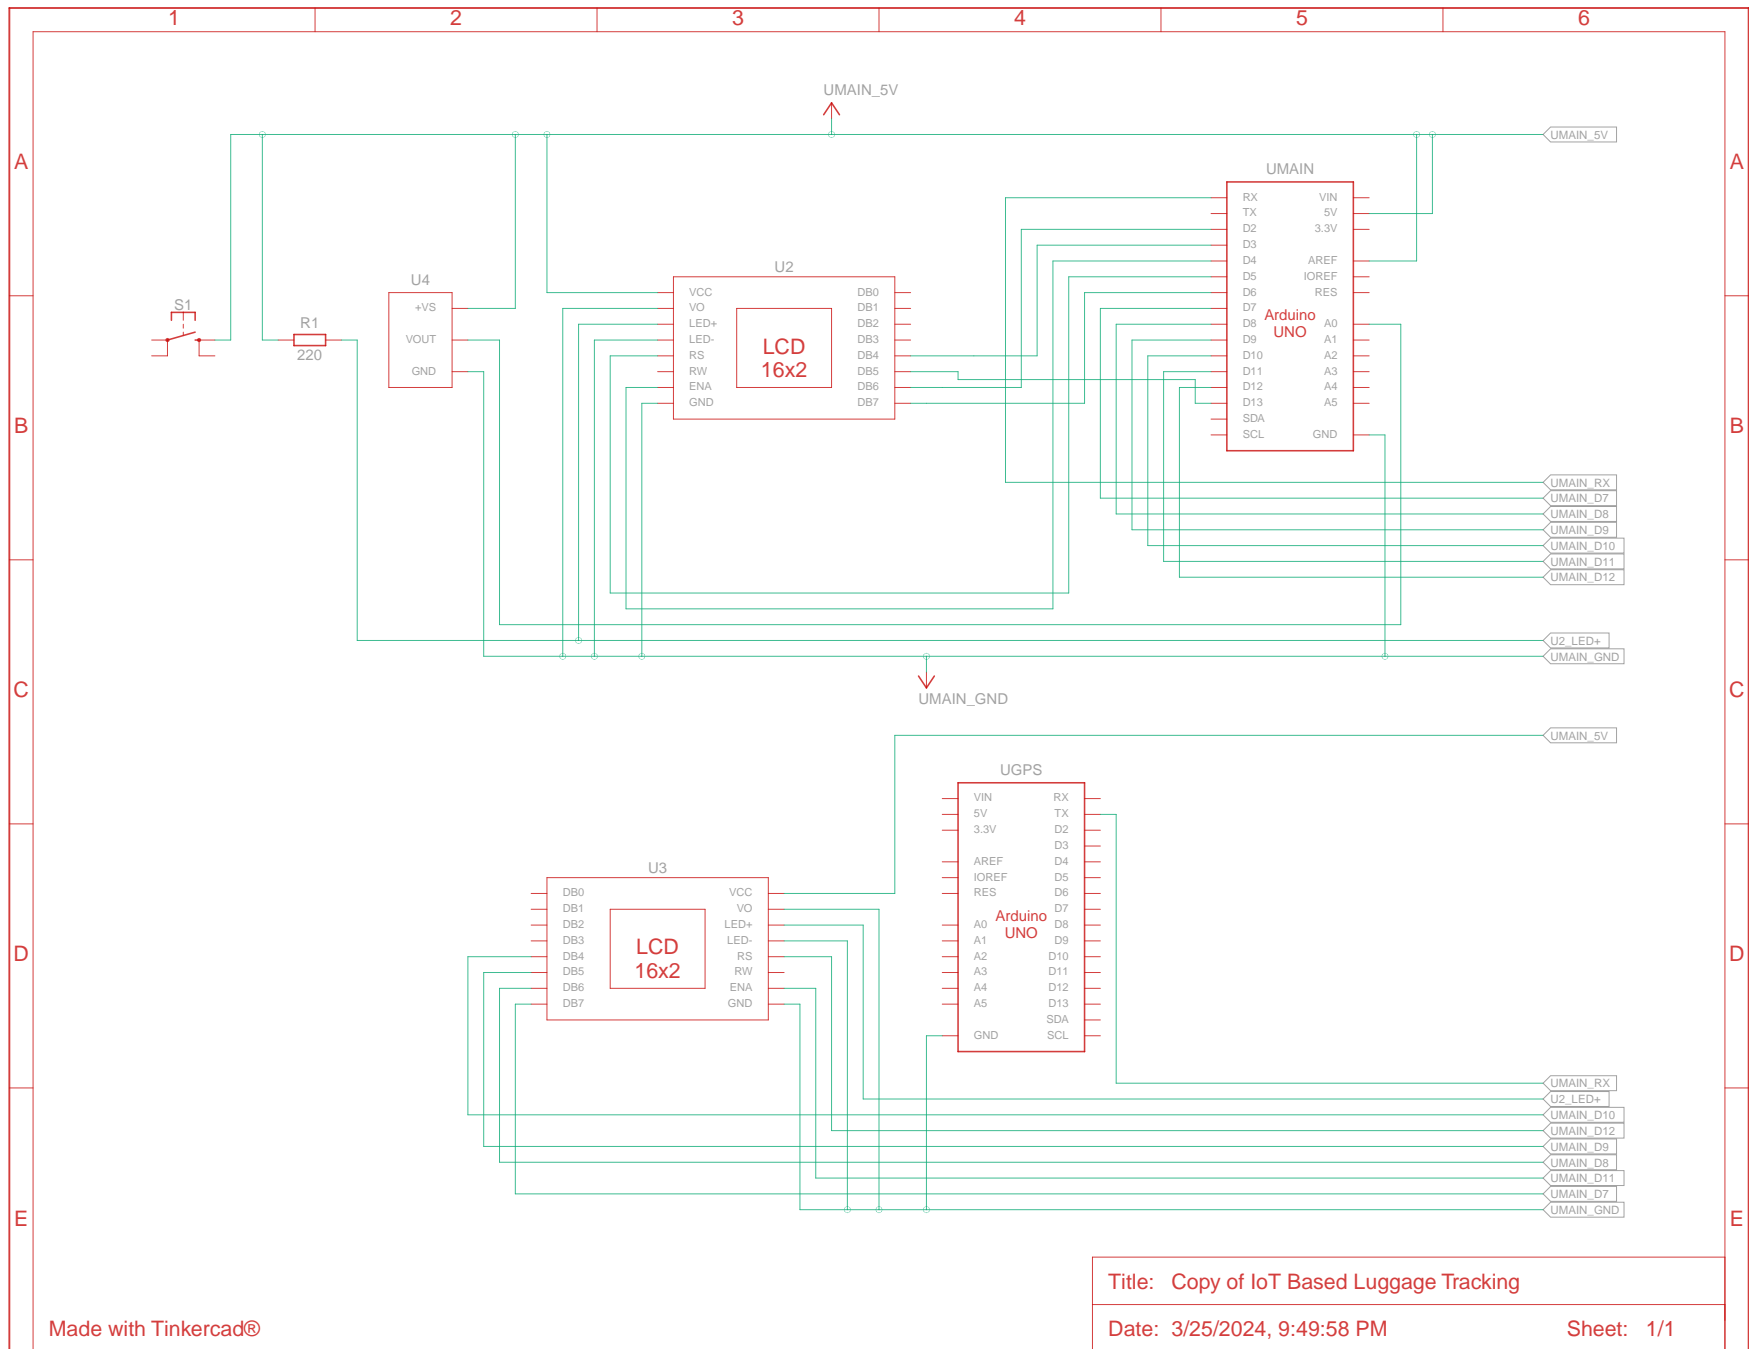 1 2 3 4 5 6
UMAIN_5V
UMAIN_5V
A A
UMAIN
RX VIN
TX 5V
D2 3.3V
D3
D4 AREF
D5 IOREF
D6 RES
D7
D8 A0
D9 A1
D10 A2
D11 A3
D12 A4
D13 A5
SDA
SCL GND
Arduino
UNO
U2
VCC DB0
VO DB1
LED+ DB2
LED- DB3
RS DB4
RW DB5
ENA DB6
GND DB7
LCD
16x2
U4
+VS
VOUT
GND
S1
R1
220
B B
UMAIN_RX
UMAIN_D7
UMAIN_D8
UMAIN_D9
UMAIN_D10
UMAIN_D11
UMAIN_D12
U2_LED+
UMAIN_GND
C C
UMAIN_GND
UMAIN_5V
UGPS
VIN RX
5V TX
3.3V D2
D3
AREF D4
IOREF D5
RES D6
D7
A0 D8
A1 D9
A2 D10
A3 D11
A4 D12
A5 D13
SDA
GND SCL
Arduino
UNO
U3
DB0 VCC
DB1 VO
DB2 LED+
DB3 LED-
DB4 RS
DB5 RW
DB6 ENA
DB7 GND
LCD
16x2
D D
UMAIN_RX
U2_LED+
UMAIN_D10
UMAIN_D12
UMAIN_D9
UMAIN_D8
UMAIN_D11
UMAIN_D7
UMAIN_GND
E E
Title: Copy of IoT Based Luggage Tracking
Made with Tinkercad®
Date: 3/25/2024, 9:49:58 PM Sheet: 1/1